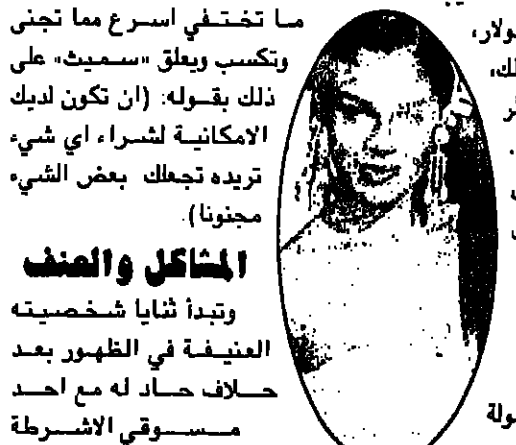 ما تختفي اسرع مما تجنى
وتكسب ويعلق «سميث» على
ذلك بقوله: (ان تكون لديك
الامكانية لشراء اي شيء
تريده تجعلك بعض الشيء
مجنونا).
المشاكل والعنف
وتبدأ ثنايا شخصيته
العنيفة في الظهور بعد
خلاف حاد له مع احد
مسوقي الاشرطة